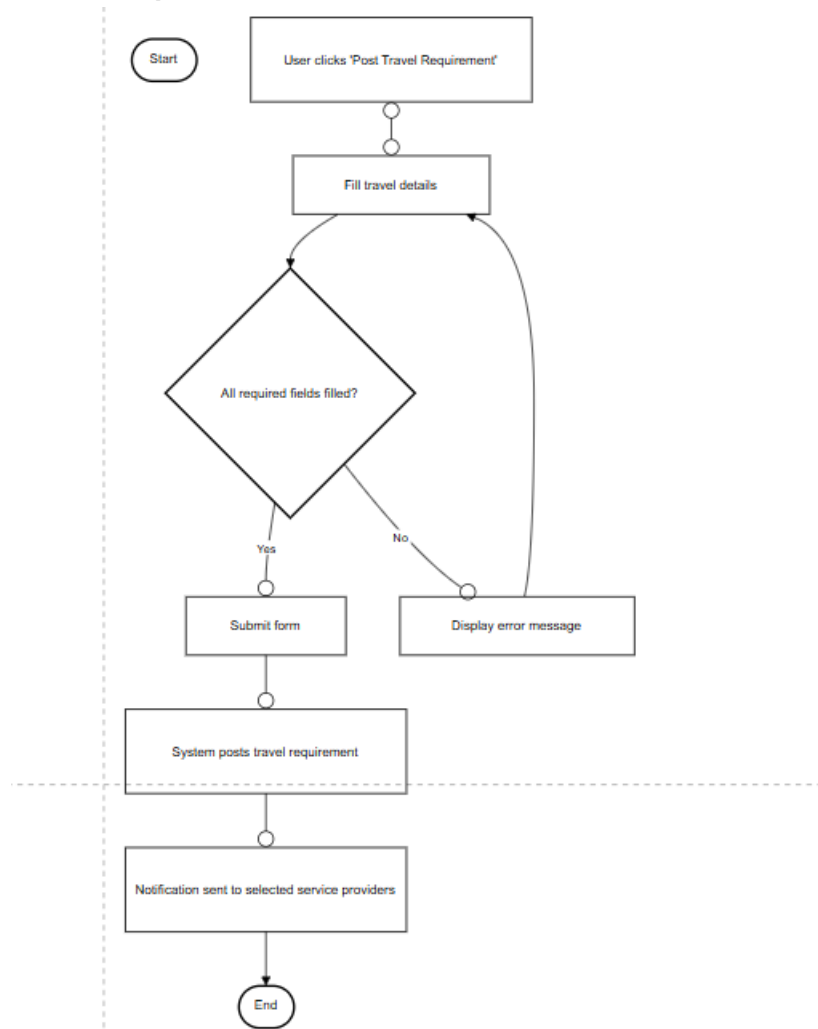 Start
User clicks 'Post Travel Requirement'
Fill travel details
All required fields filled?
Yes
No
Submit form
Display error message
System posts travel requirement
Notification sent to selected service providers
End